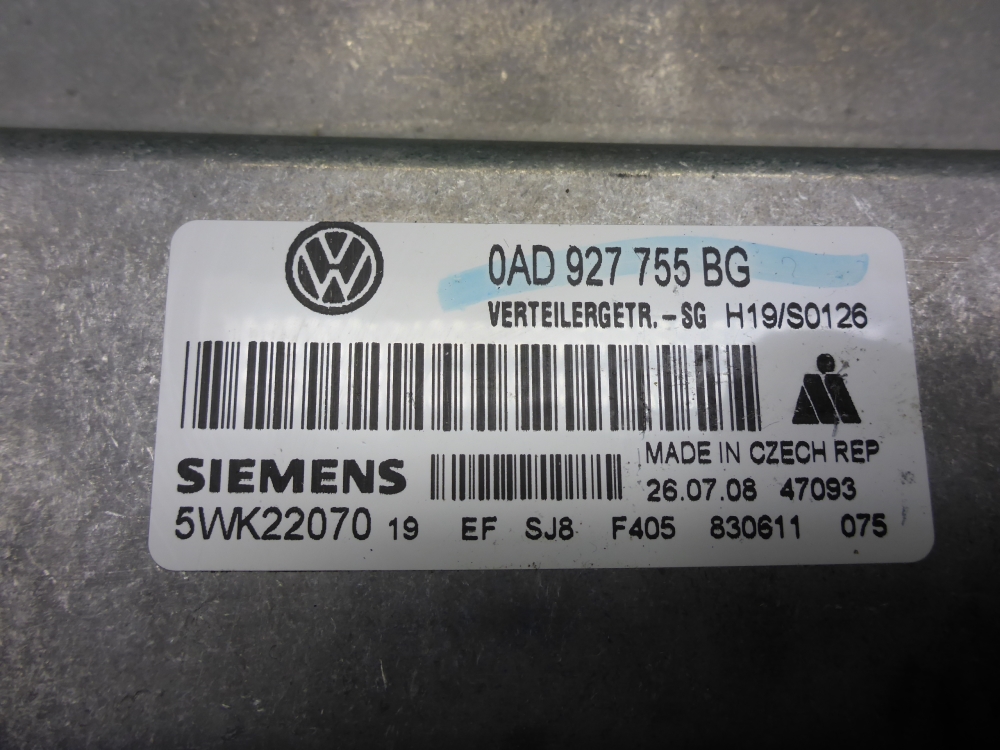 0AD 927 755 BG
VERTEILERGETR.-SG H19/S0126
MADE IN CZECH REP
SIEMENS
26.07.08 47093
5WK22070 19 EF SJ8 F405 830611 075